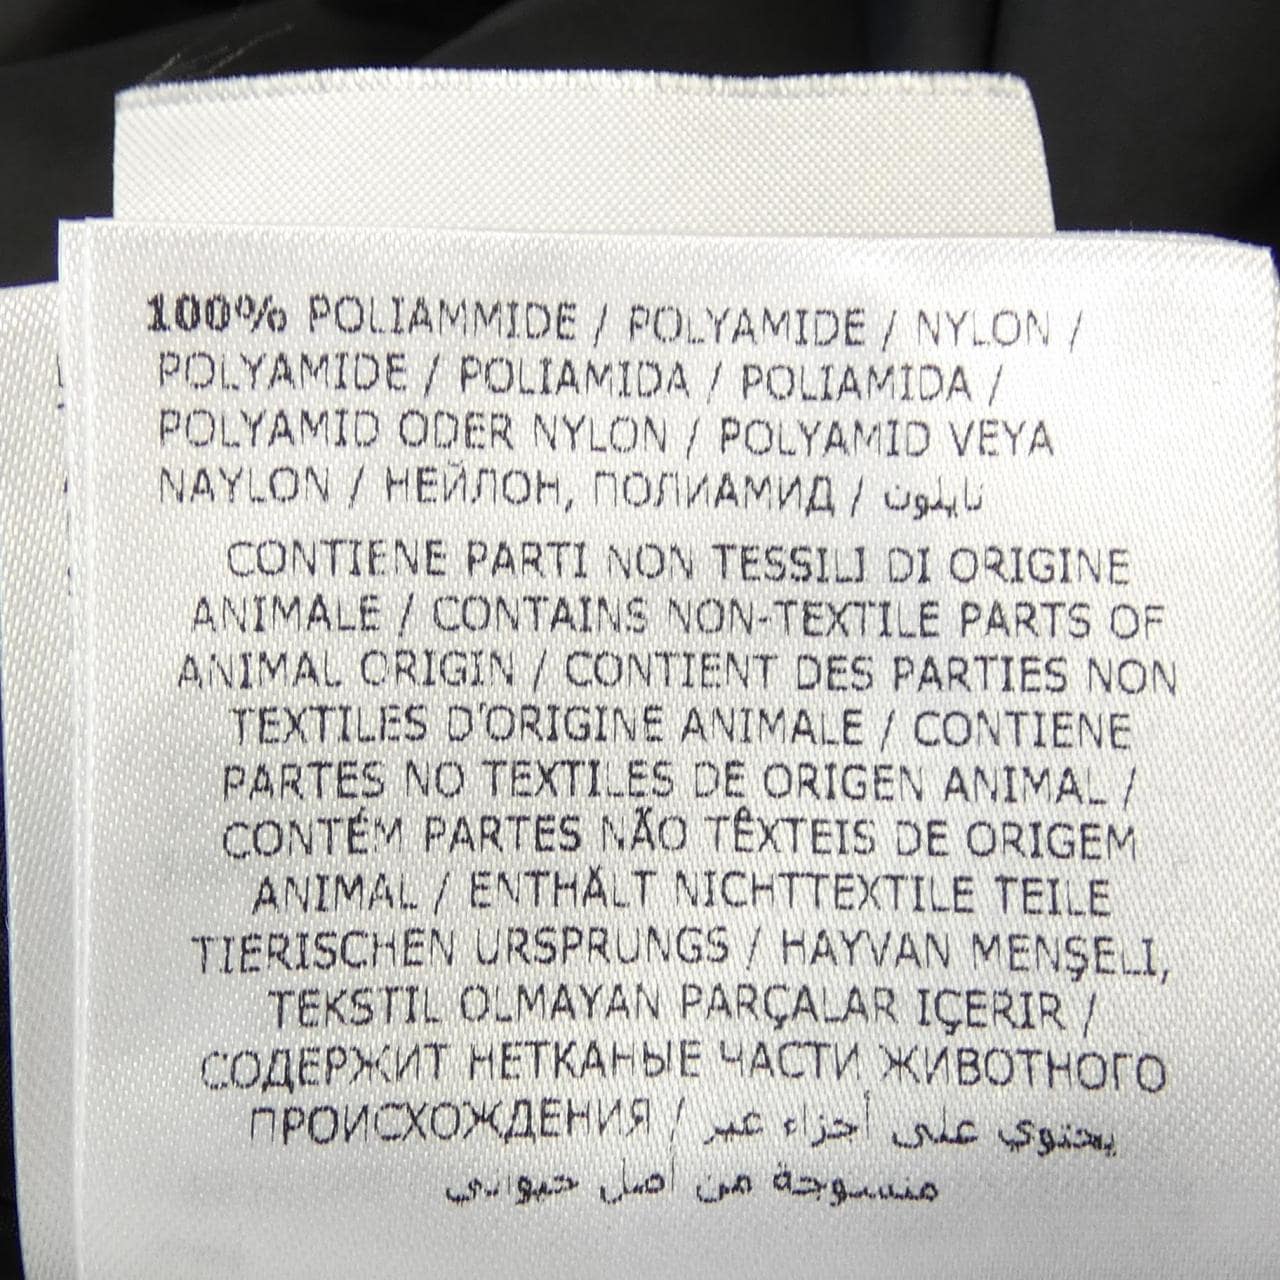 100% POLIAMMIDE / POLYAMIDE / NYLON /
POLYAMIDE / POLIAMIDA / POLIAMIDA /
POLYAMID ODER NYLON / POLYAMID VEYA
NAYLON / НЕЙЛОН, ПОЛИАМИД / نايلون
CONTIENE PARTI NON TESSILI DI ORIGINE
ANIMALE / CONTAINS NON-TEXTILE PARTS OF
ANIMAL ORIGIN / CONTIENT DES PARTIES NON
TEXTILES D'ORIGINE ANIMALE / CONTIENE
PARTES NO TEXTILES DE ORIGEN ANIMAL /
CONTÉM PARTES NÃO TÊXTEIS DE ORIGEM
ANIMAL / ENTHÄLT NICHTTEXTILE TEILE
TIERISCHEN URSPRUNGS / HAYVAN MENŞELI,
TEKSTIL OLMAYAN PARÇALAR IÇERIR /
СОДЕРЖИТ НЕТКАНЫЕ ЧАСТИ ЖИВОТНОГО
ПРОИСХОЖДЕНИЯ / يحتوي على أجزاء غير
منسوجة من أصل حيواني